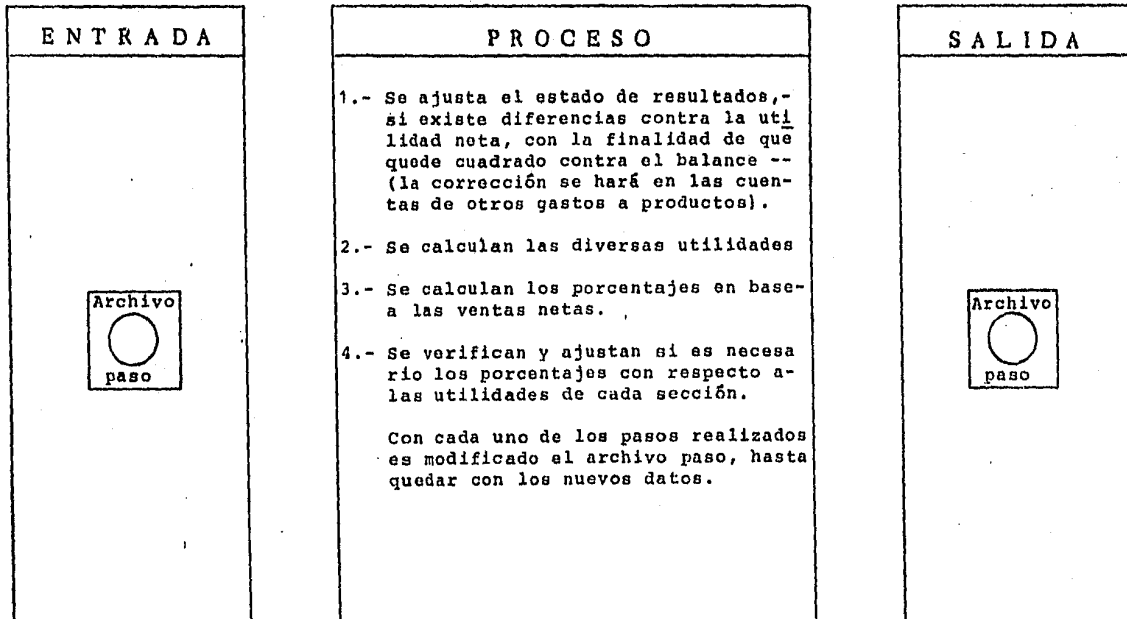 ENTRADA
Archivo
paso
PROCESO
1.- Se ajusta el estado de resultados,-
si existe diferencias contra la uti
lidad neta, con la finalidad de que
quede cuadrado contra el balance --
(la corrección se hará en las cuen-
tas de otros gastos a productos).
2.- Se calculan las diversas utilidades
3.- Se calculan los porcentajes en base-
a las ventas netas.
4.- Se verifican y ajustan si es necesa
rio los porcentajes con respecto a-
las utilidades de cada sección.
Con cada uno de los pasos realizados
es modificado el archivo paso, hasta
quedar con los nuevos datos.
SALIDA
Archivo
paso